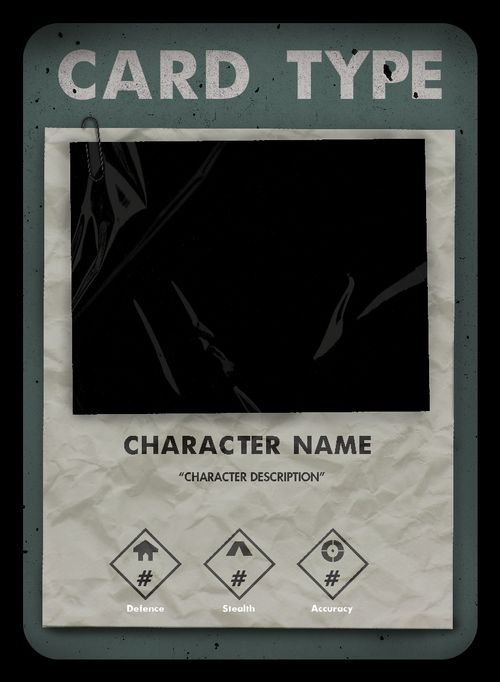 CARD TYPE
CHARACTER NAME
“CHARACTER DESCRIPTION”
# # #
Defence Stealth Accuracy